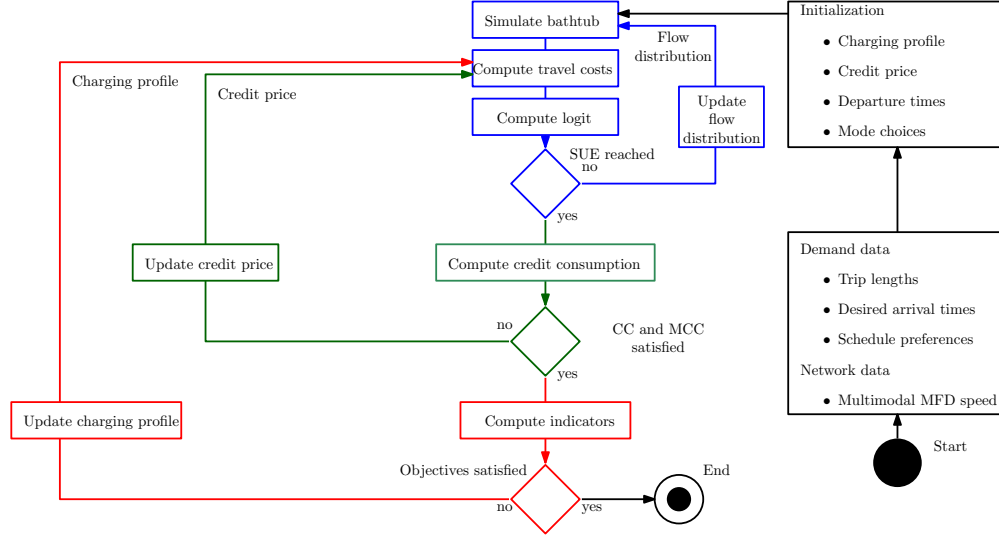 Simulate bathtub
Flow
distribution
Initialization
• Charging profile
• Credit price
• Departure times
• Mode choices
Compute travel costs
Charging profile
Credit price
Compute logit
Update
flow
distribution
SUE reached
no
yes
Update credit price
Compute credit consumption
Demand data
• Trip lengths
• Desired arrival times
• Schedule preferences
Network data
• Multimodal MFD speed
no
CC and MCC
satisfied
yes
Update charging profile
Compute indicators
Start
Objectives satisfied
no
yes
End